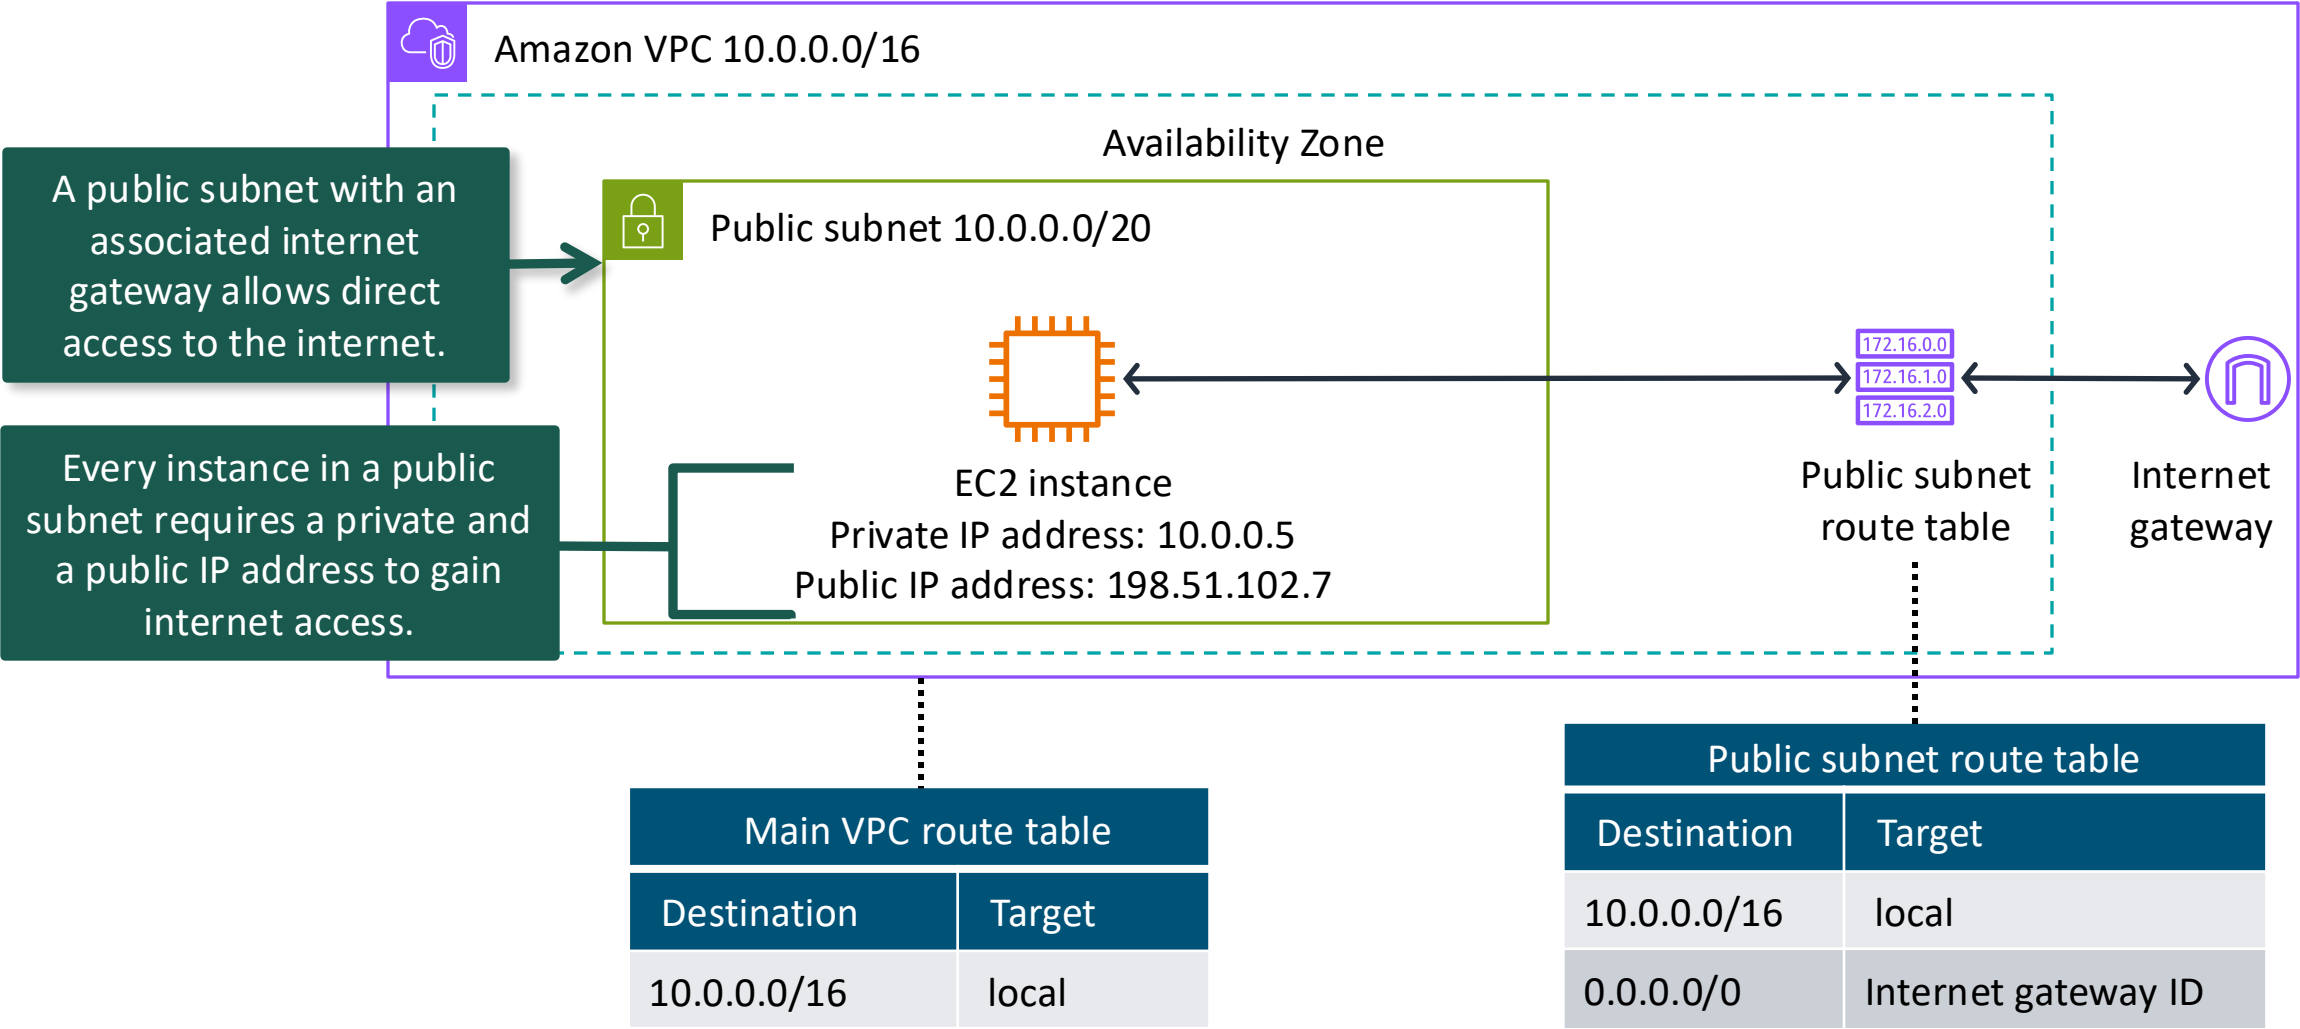 Amazon VPC 10.0.0.0/16
Availability Zone
A public subnet with an
associated internet
gateway allows direct
access to the internet.
Public subnet 10.0.0.0/20
172.16.0.0
172.16.1.0
172.16.2.0
Every instance in a public
subnet requires a private and
a public IP address to gain
internet access.
EC2 instance
Private IP address: 10.0.0.5
Public IP address: 198.51.102.7
Public subnet
route table
Internet
gateway
Main VPC route table
Destination Target
10.0.0.0/16 local
Public subnet route table
Destination Target
10.0.0.0/16 local
0.0.0.0/0 Internet gateway ID